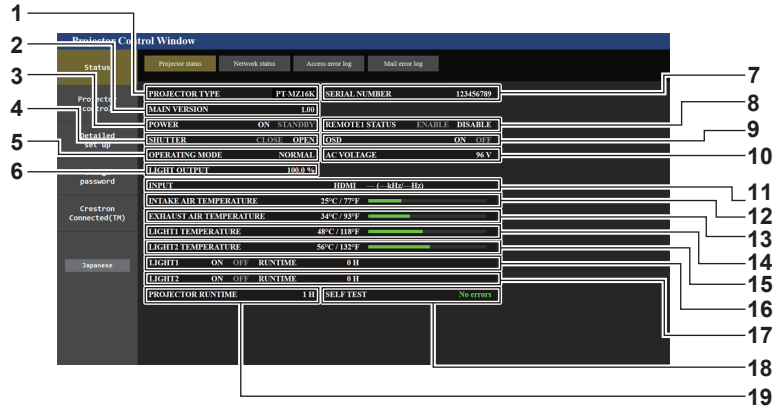 Projector Control Window
Status
Projector status Network status Access error log Mail error log
PROJECTOR TYPE PT-MZ16K SERIAL NUMBER 123456789
Projector control
MAIN VERSION 1.00
POWER ON STANDBY REMOTE1 STATUS ENABLE DISABLE
Detailed set up
SHUTTER CLOSE OPEN OSD ON OFF
OPERATING MODE NORMAL AC VOLTAGE 96 V
LIGHT OUTPUT 100.0 %
password
INPUT HDMI — (—kHz/—Hz)
INTAKE AIR TEMPERATURE 25°C / 77°F
Crestron Connected(TM)
EXHAUST AIR TEMPERATURE 34°C / 93°F
LIGHT1 TEMPERATURE 48°C / 118°F
LIGHT2 TEMPERATURE 56°C / 132°F
Japanese
LIGHT1 ON OFF RUNTIME 0 H
LIGHT2 ON OFF RUNTIME 0 H
PROJECTOR RUNTIME 1 H SELF TEST No errors
1
2
3
4
5
6
7
8
9
10
11
12
13
14
15
16
17
18
19